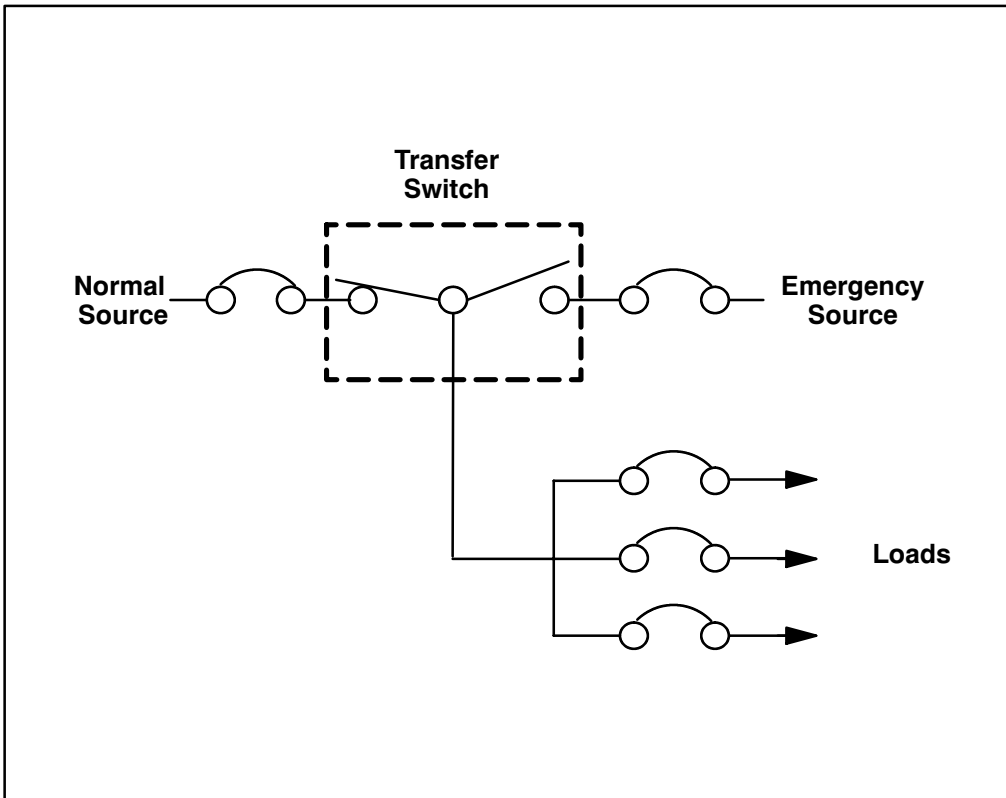 Transfer
Switch
Normal
Source
Emergency
Source
Loads